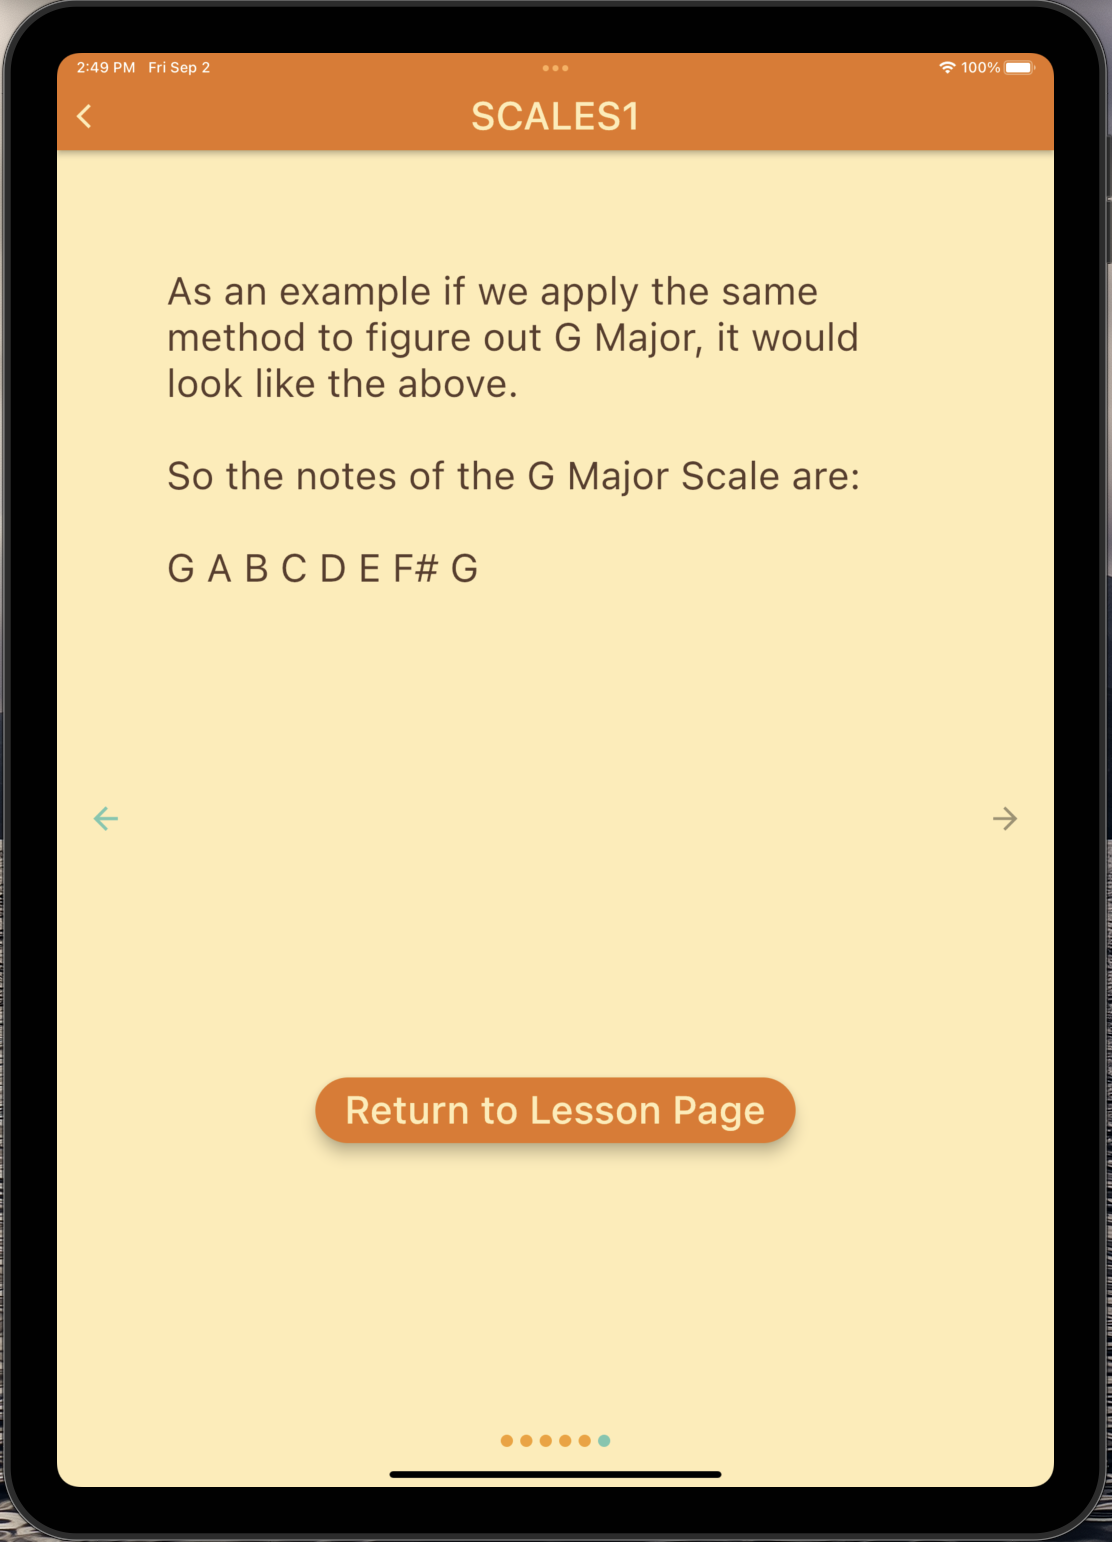 2:49 PM Fri Sep 2 100%
SCALES1
As an example if we apply the same
method to figure out G Major, it would
look like the above.
So the notes of the G Major Scale are:
G A B C D E F# G
Return to Lesson Page